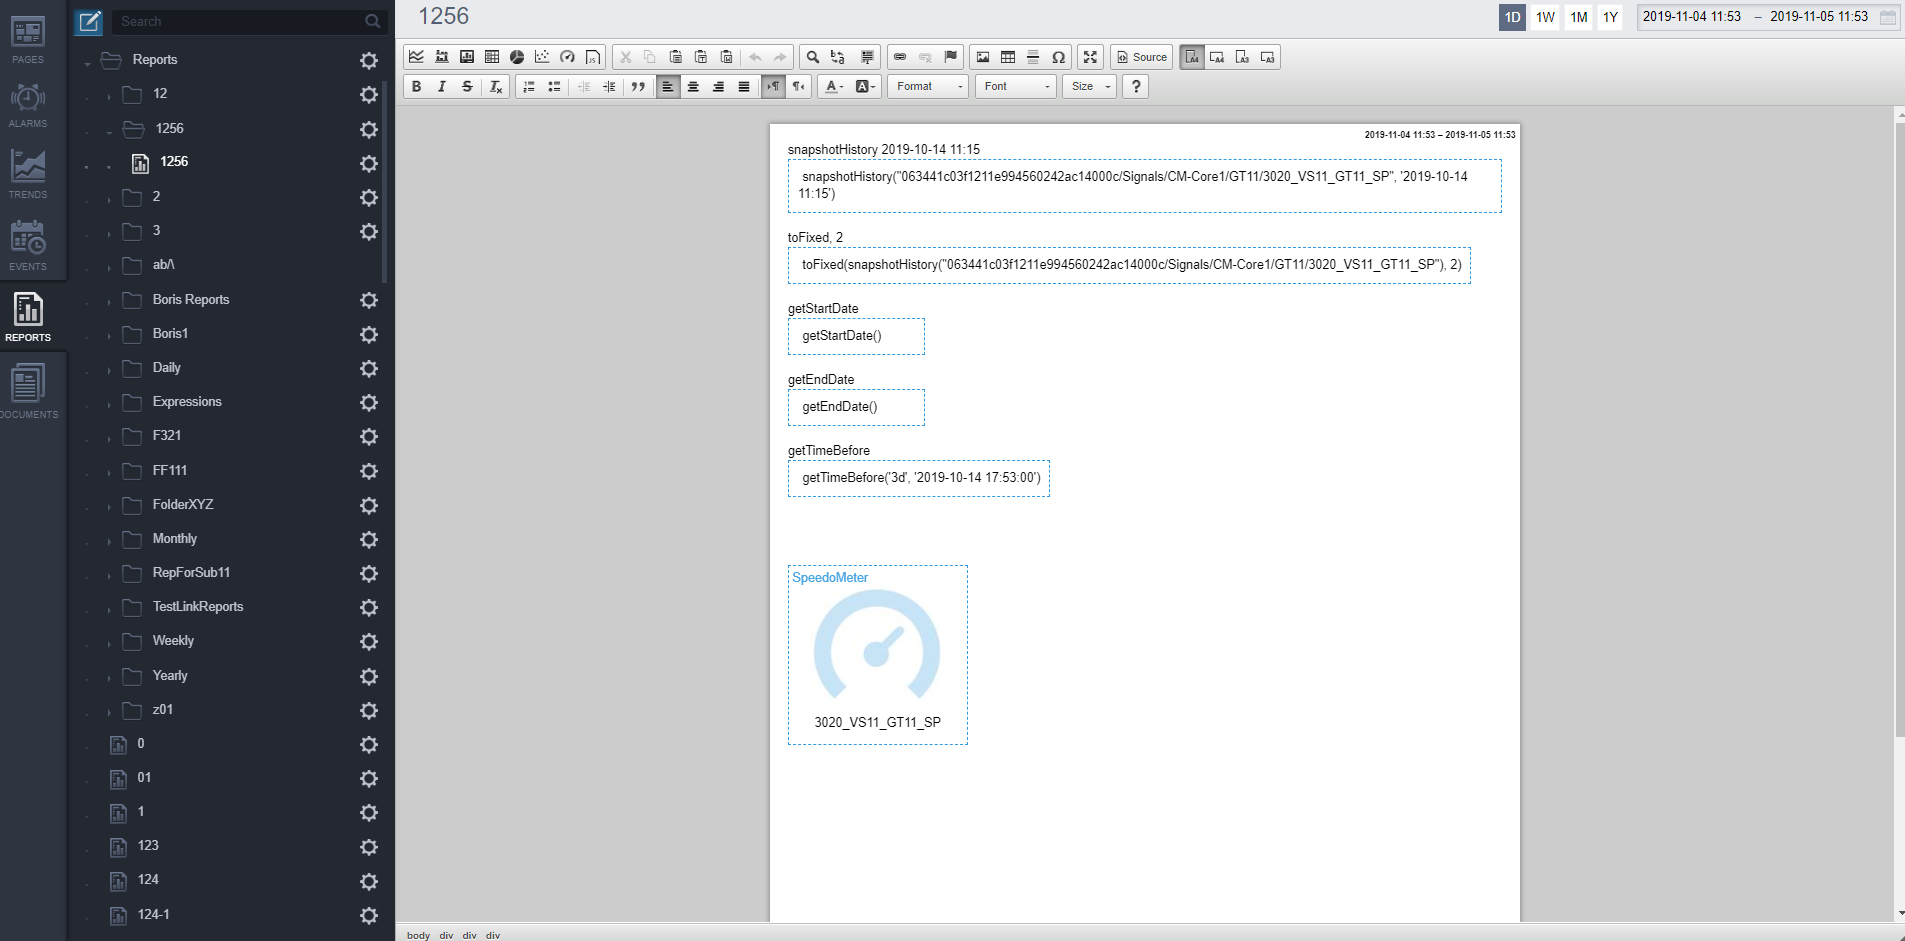 PAGES
ALARMS
TRENDS
EVENTS
REPORTS
DOCUMENTS
Search
Reports
12
1256
1256
2
3
ab/\
Boris Reports
Boris1
Daily
Expressions
F321
FF111
FolderXYZ
Monthly
RepForSub11
TestLinkReports
Weekly
Yearly
z01
0
01
1
123
124
124-1
1256
1D 1W 1M 1Y 2019-11-04 11:53 – 2019-11-05 11:53
Source A4 A4 A3 A3
B I S Ix
A A Format Font Size ?
2019-11-04 11:53 – 2019-11-05 11:53
snapshotHistory 2019-10-14 11:15
snapshotHistory("063441c03f1211e994560242ac14000c/Signals/CM-Core1/GT11/3020_VS11_GT11_SP", '2019-10-14
11:15')
toFixed, 2
toFixed(snapshotHistory("063441c03f1211e994560242ac14000c/Signals/CM-Core1/GT11/3020_VS11_GT11_SP"), 2)
getStartDate
getStartDate()
getEndDate
getEndDate()
getTimeBefore
getTimeBefore('3d', '2019-10-14 17:53:00')
SpeedoMeter
3020_VS11_GT11_SP
body div div div